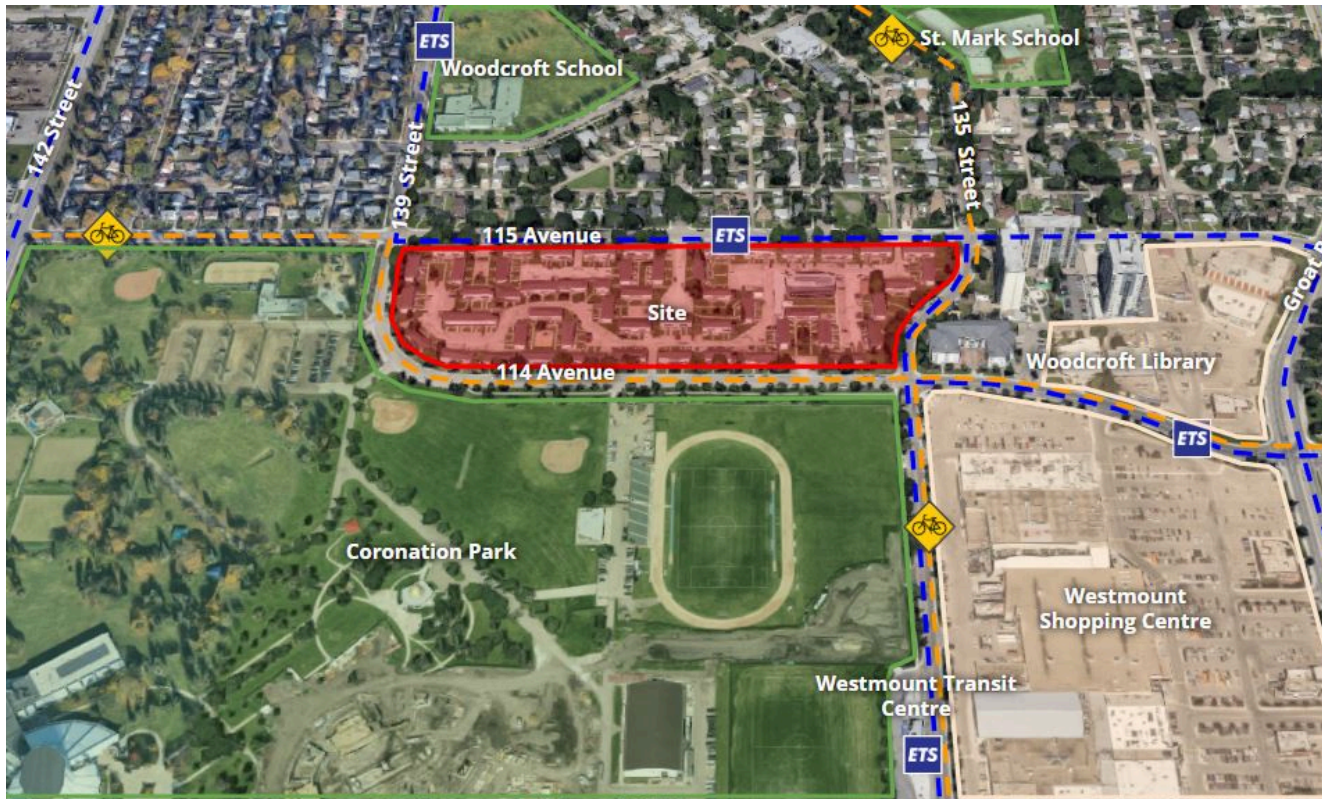 ETS
St. Mark School
Woodcroft School
142 Street
139 Street
135 Street
115 Avenue
ETS
Site
114 Avenue
Woodcroft Library
ETS
Coronation Park
Westmount
Shopping Centre
Westmount Transit
Centre
ETS